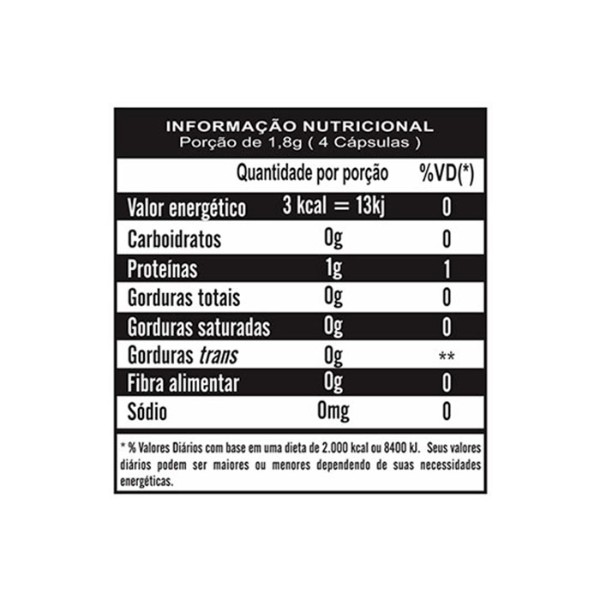 INFORMAÇÃO NUTRICIONAL
Porção de 1,8g ( 4 Cápsulas )
Quantidade por porção %VD(*)
Valor energético 3 kcal = 13kj 0
Carboidratos 0g 0
Proteínas 1g 1
Gorduras totais 0g 0
Gorduras saturadas 0g 0
Gorduras trans 0g **
Fibra alimentar 0g 0
Sódio 0mg 0
* % Valores Diários com base em uma dieta de 2.000 kcal ou 8400 kJ. Seus valores
diários podem ser maiores ou menores dependendo de suas necessidades
energéticas.